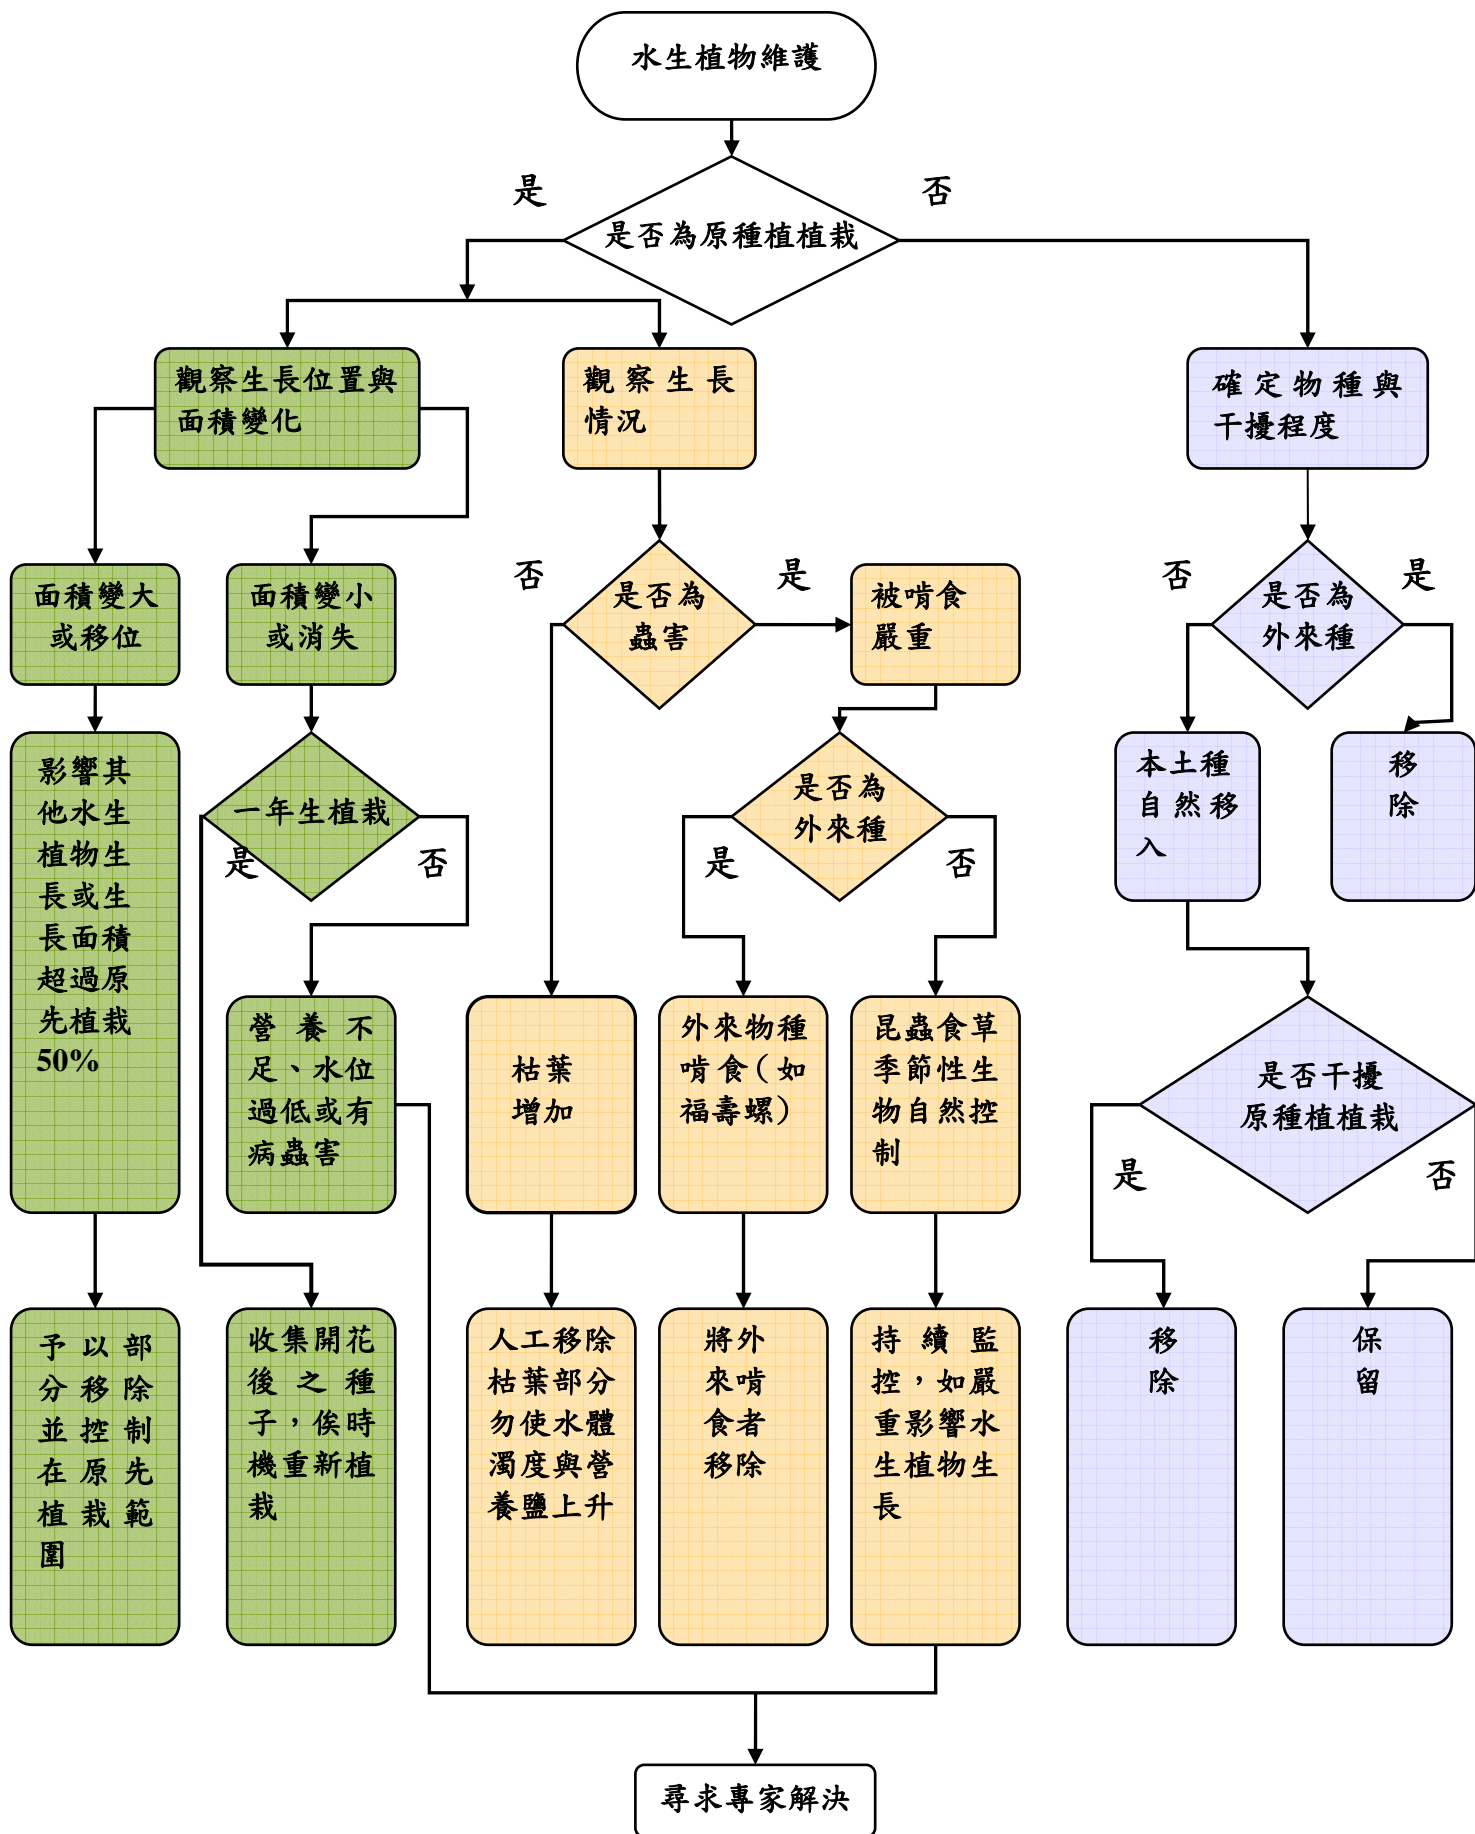 水生植物維護
是
否
是否為原種植植栽
觀察生長位置與
面積變化
觀察生長
情況
確定物種與
干擾程度
面積變大
或移位
面積變小
或消失
否
是否為
蟲害
是
被啃食
嚴重
否
是否為
外來種
是
影響其
他水生
植物生
長或生
長面積
超過原
先植栽
50%
一年生植栽
是
否
是否為
外來種
是
否
本土種
自然移
入
移
除
營養不
足、水位
過低或有
病蟲害
枯葉
增加
外來物種
啃食(如
福壽螺)
昆蟲食草
季節性生
物自然控
制
是否干擾
原種植植栽
是
否
予以部
分移除
並控制
在原先
植栽範
圍
收集開花
後之種
子，俟時
機重新植
栽
人工移除
枯葉部分
勿使水體
濁度與營
養鹽上升
將外
來啃
食者
移除
持續監
控，如嚴
重影響水
生植物生
長
移
除
保
留
尋求專家解決